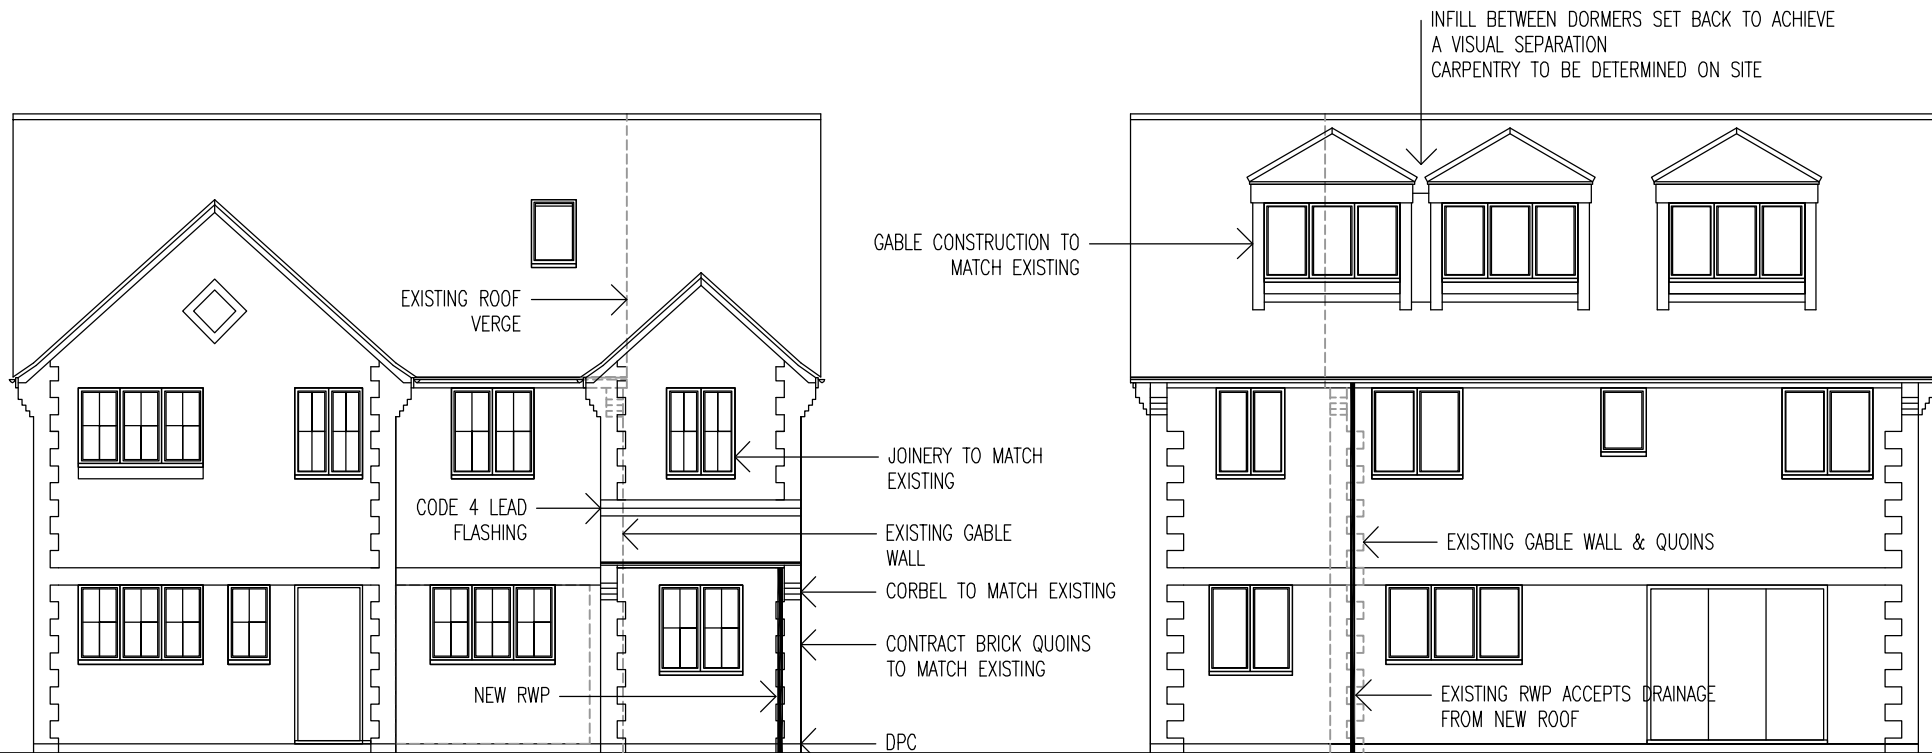 INFILL BETWEEN DORMERS SET BACK TO ACHIEVE
A VISUAL SEPARATION
CARPENTRY TO BE DETERMINED ON SITE
GABLE CONSTRUCTION TO
MATCH EXISTING
EXISTING ROOF
VERGE
JOINERY TO MATCH
EXISTING
CODE 4 LEAD
FLASHING
EXISTING GABLE
WALL
EXISTING GABLE WALL & QUOINS
CORBEL TO MATCH EXISTING
CONTRACT BRICK QUOINS
TO MATCH EXISTING
NEW RWP
EXISTING RWP ACCEPTS DRAINAGE
FROM NEW ROOF
DPC